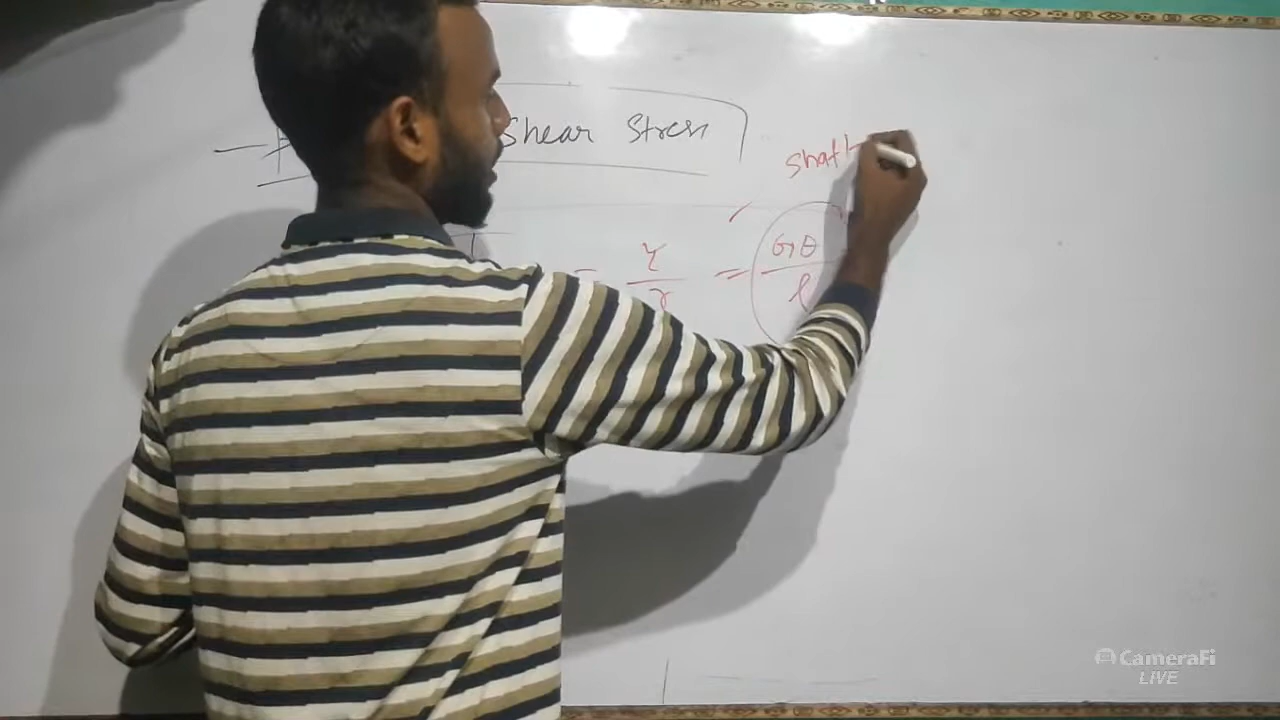 Shear Stress
shaft
T
= τ/r = Gθ/l
CameraFi
LIVE